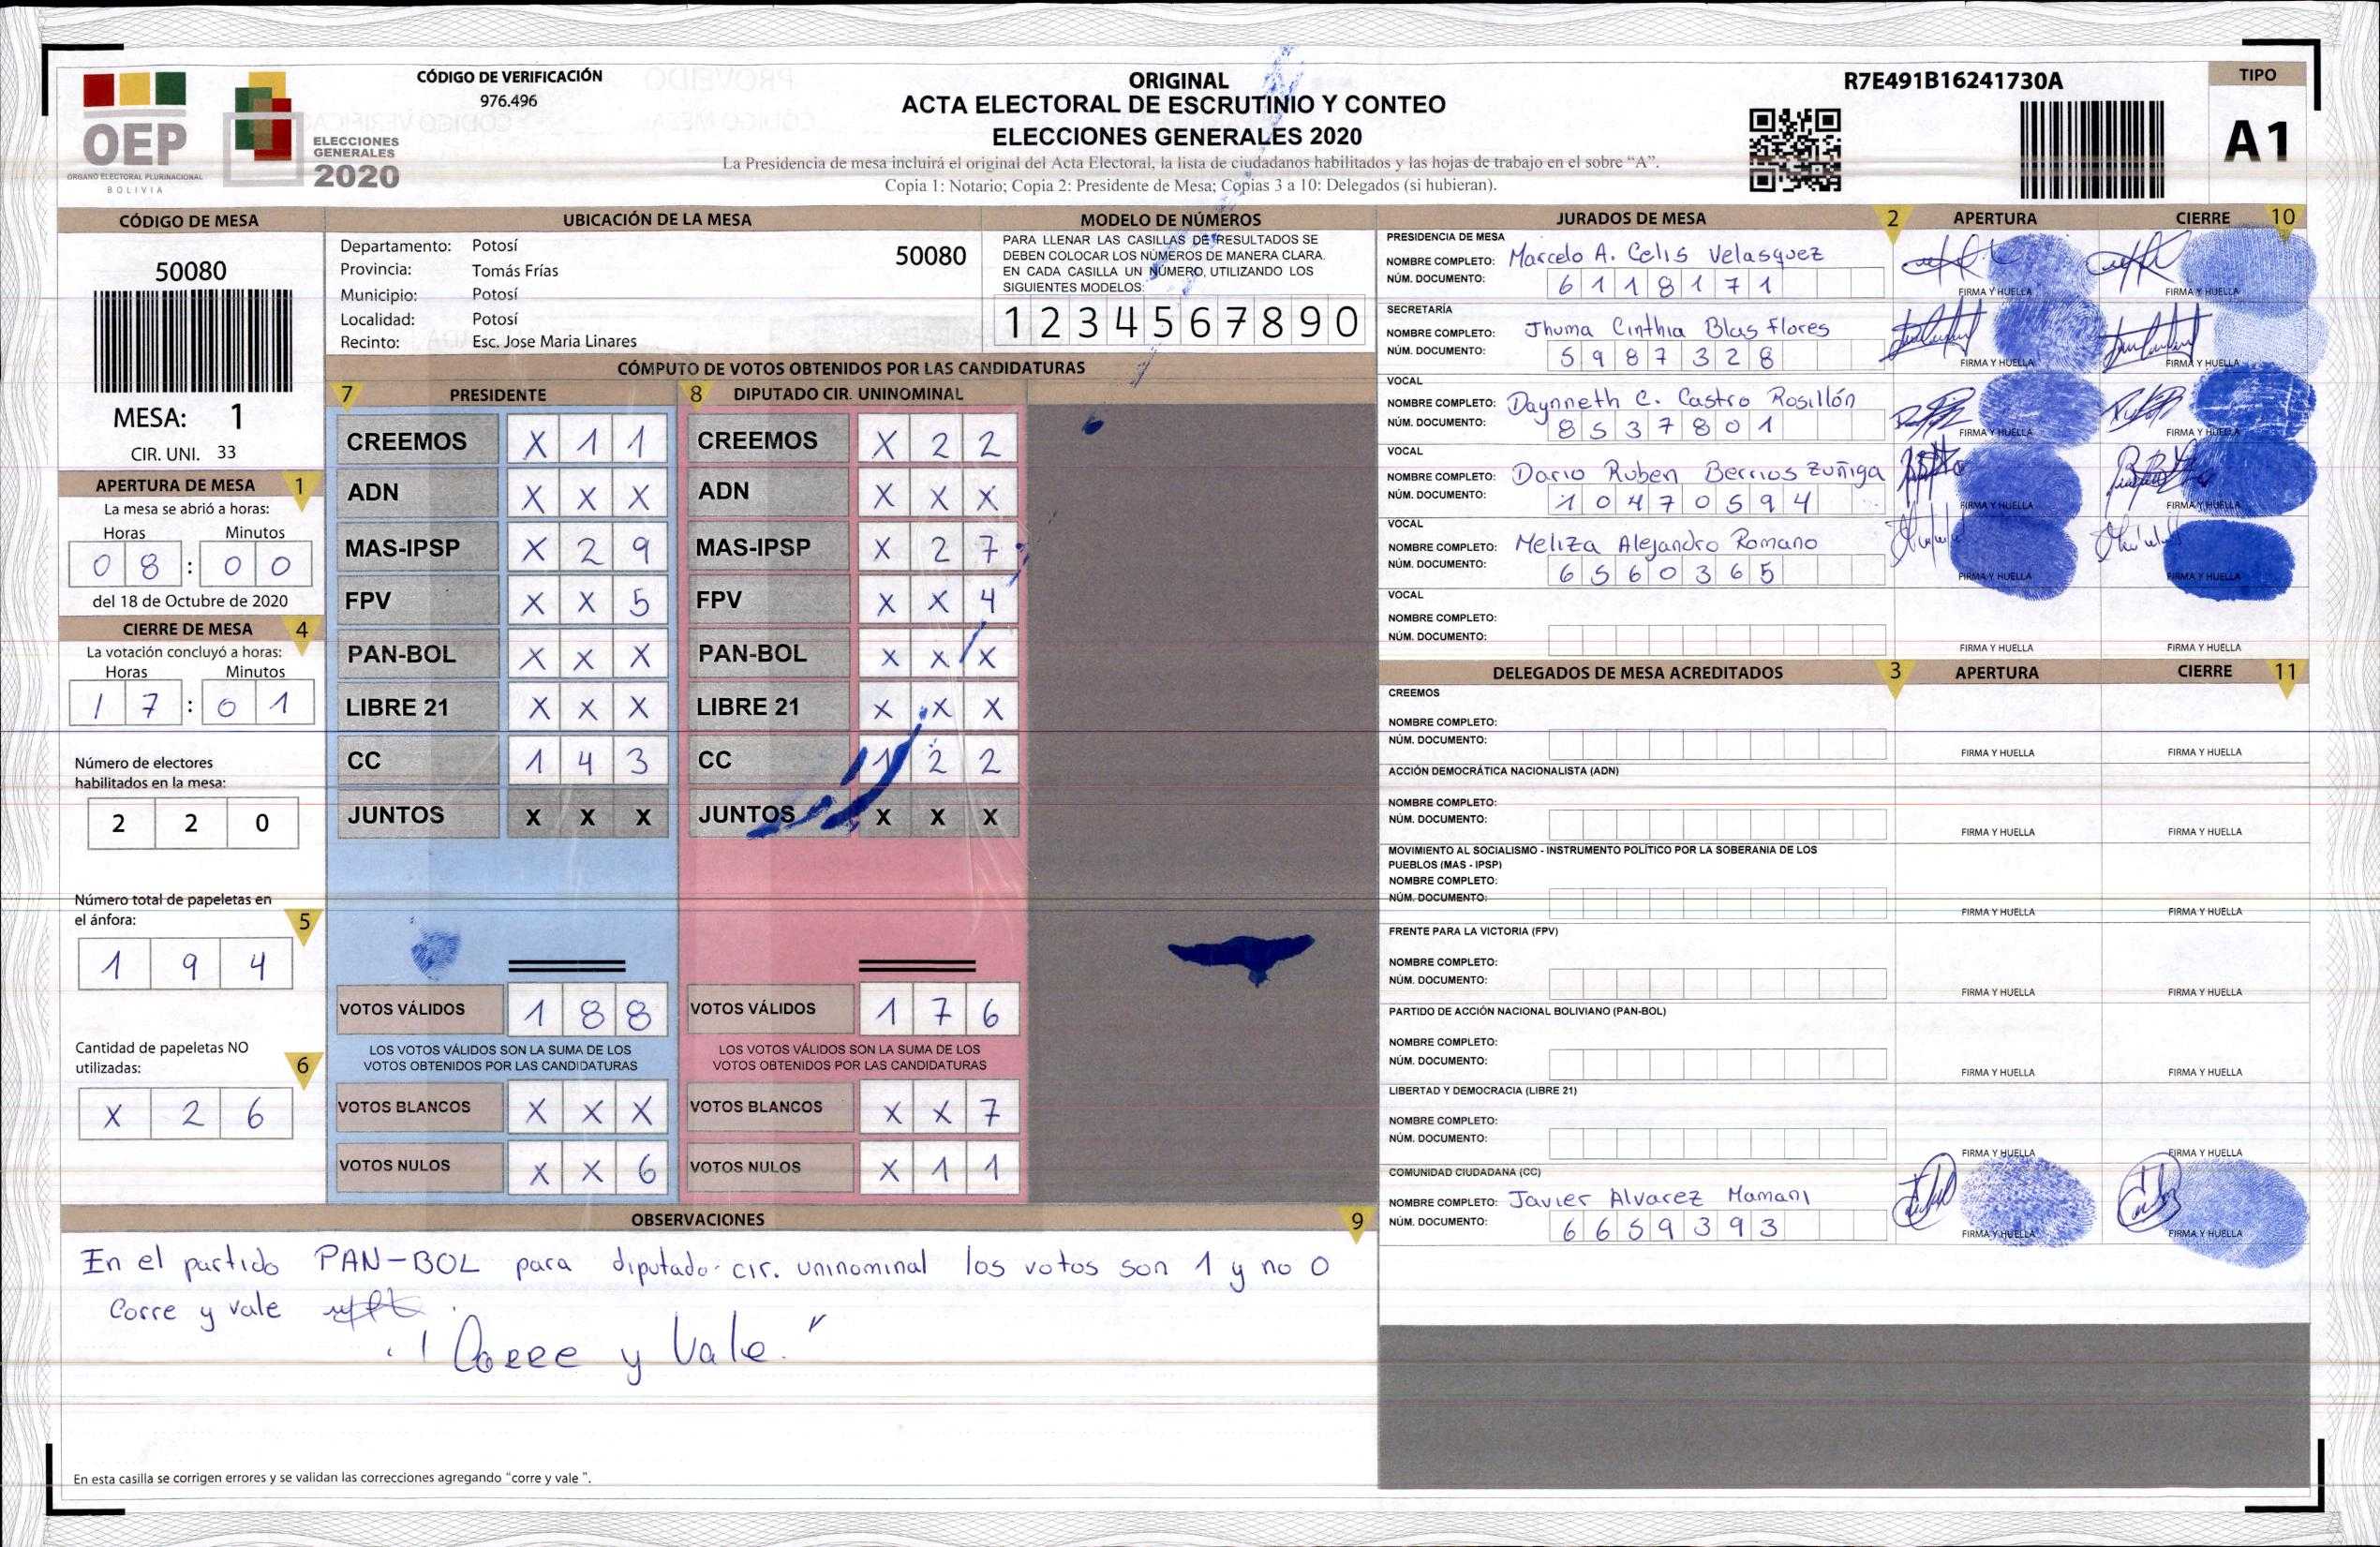 CÓDIGO DE VERIFICACIÓN
976.496
OEP
ORGANO ELECTORAL PLURINACIONAL
BOLIVIA
ELECCIONES
GENERALES
2020
ORIGINAL
ACTA ELECTORAL DE ESCRUTINIO Y CONTEO
ELECCIONES GENERALES 2020
La Presidencia de mesa incluirá el original del Acta Electoral, la lista de ciudadanos habilitados y las hojas de trabajo en el sobre “A”.
Copia 1: Notario; Copia 2: Presidente de Mesa; Copias 3 a 10: Delegados (si hubieran).
R7E491B16241730A
TIPO
A1
CÓDIGO DE MESA
50080
MESA: 1
CIR. UNI. 33
APERTURA DE MESA 1
La mesa se abrió a horas:
Horas Minutos
0 8 : 0 0
del 18 de Octubre de 2020
CIERRE DE MESA 4
La votación concluyó a horas:
Horas Minutos
1 7 : 0 1
Número de electores
habilitados en la mesa:
2 2 0
Número total de papeletas en
el ánfora: 5
1 9 4
Cantidad de papeletas NO
utilizadas: 6
X 2 6
UBICACIÓN DE LA MESA
Departamento: Potosí 50080
Provincia: Tomás Frías
Municipio: Potosí
Localidad: Potosí
Recinto: Esc. Jose Maria Linares
MODELO DE NÚMEROS
PARA LLENAR LAS CASILLAS DE RESULTADOS SE
DEBEN COLOCAR LOS NÚMEROS DE MANERA CLARA.
EN CADA CASILLA UN NÚMERO, UTILIZANDO LOS
SIGUIENTES MODELOS:
1 2 3 4 5 6 7 8 9 0
CÓMPUTO DE VOTOS OBTENIDOS POR LAS CANDIDATURAS
7 PRESIDENTE 8 DIPUTADO CIR. UNINOMINAL
CREEMOS X 1 1 CREEMOS X 2 2
ADN X X X ADN X X X
MAS-IPSP X 2 9 MAS-IPSP X 2 7
FPV X X 5 FPV X X 4
PAN-BOL X X X PAN-BOL X X X
LIBRE 21 X X X LIBRE 21 X X X
CC 1 4 3 CC 1 2 2
JUNTOS X X X JUNTOS X X X
VOTOS VÁLIDOS 1 8 8 VOTOS VÁLIDOS 1 7 6
LOS VOTOS VÁLIDOS SON LA SUMA DE LOS LOS VOTOS VÁLIDOS SON LA SUMA DE LOS
VOTOS OBTENIDOS POR LAS CANDIDATURAS VOTOS OBTENIDOS POR LAS CANDIDATURAS
VOTOS BLANCOS X X X VOTOS BLANCOS X X 7
VOTOS NULOS X X 6 VOTOS NULOS X 1 1
OBSERVACIONES 9
En el partido PAN-BOL para diputado cir. uninominal los votos son 1 y no 0
Corre y vale
"Corre y Vale"
En esta casilla se corrigen errores y se validan las correcciones agregando “corre y vale ”.
JURADOS DE MESA 2 APERTURA CIERRE 10
PRESIDENCIA DE MESA
NOMBRE COMPLETO: Marcelo A. Celis Velasquez
NÚM. DOCUMENTO: 6 1 1 8 1 7 1
FIRMA Y HUELLA FIRMA Y HUELLA
SECRETARÍA
NOMBRE COMPLETO: Jhuma Cinthia Blas flores
NÚM. DOCUMENTO: 5 9 8 7 3 2 8
FIRMA Y HUELLA FIRMA Y HUELLA
VOCAL
NOMBRE COMPLETO: Daynneth C. Castro Rosillón
NÚM. DOCUMENTO: 8 5 3 7 8 0 1
FIRMA Y HUELLA FIRMA Y HUELLA
VOCAL
NOMBRE COMPLETO: Dario Ruben Berrios Zuñiga
NÚM. DOCUMENTO: 1 0 4 7 0 5 9 4
FIRMA Y HUELLA FIRMA Y HUELLA
VOCAL
NOMBRE COMPLETO: Meliza Alejandro Romano
NÚM. DOCUMENTO: 6 5 6 0 3 6 5
FIRMA Y HUELLA FIRMA Y HUELLA
VOCAL
NOMBRE COMPLETO:
NÚM. DOCUMENTO:
FIRMA Y HUELLA FIRMA Y HUELLA
DELEGADOS DE MESA ACREDITADOS 3 APERTURA CIERRE 11
CREEMOS
NOMBRE COMPLETO:
NÚM. DOCUMENTO:
FIRMA Y HUELLA FIRMA Y HUELLA
ACCIÓN DEMOCRÁTICA NACIONALISTA (ADN)
NOMBRE COMPLETO:
NÚM. DOCUMENTO:
FIRMA Y HUELLA FIRMA Y HUELLA
MOVIMIENTO AL SOCIALISMO - INSTRUMENTO POLÍTICO POR LA SOBERANIA DE LOS
PUEBLOS (MAS - IPSP)
NOMBRE COMPLETO:
NÚM. DOCUMENTO:
FIRMA Y HUELLA FIRMA Y HUELLA
FRENTE PARA LA VICTORIA (FPV)
NOMBRE COMPLETO:
NÚM. DOCUMENTO:
FIRMA Y HUELLA FIRMA Y HUELLA
PARTIDO DE ACCIÓN NACIONAL BOLIVIANO (PAN-BOL)
NOMBRE COMPLETO:
NÚM. DOCUMENTO:
FIRMA Y HUELLA FIRMA Y HUELLA
LIBERTAD Y DEMOCRACIA (LIBRE 21)
NOMBRE COMPLETO:
NÚM. DOCUMENTO:
FIRMA Y HUELLA FIRMA Y HUELLA
COMUNIDAD CIUDADANA (CC)
NOMBRE COMPLETO: Javier Alvarez Mamani
NÚM. DOCUMENTO: 6 6 5 9 3 9 3
FIRMA Y HUELLA FIRMA Y HUELLA